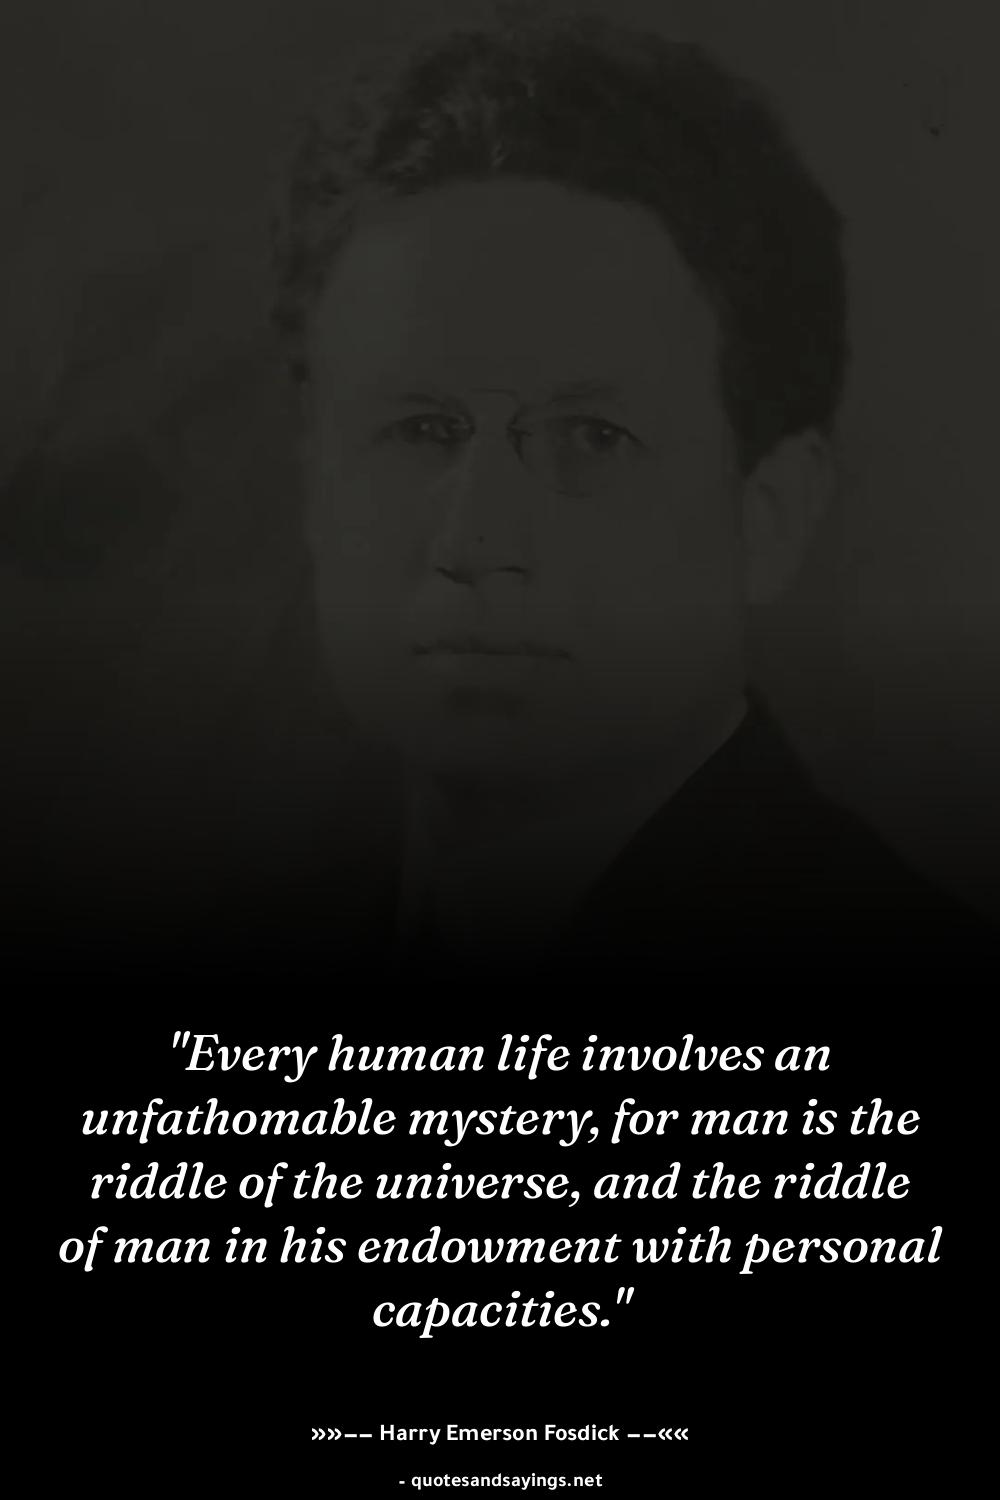 "Every human life involves an
unfathomable mystery, for man is the
riddle of the universe, and the riddle
of man in his endowment with personal
capacities."
»»−− Harry Emerson Fosdick −−««
- quotesandsayings.net